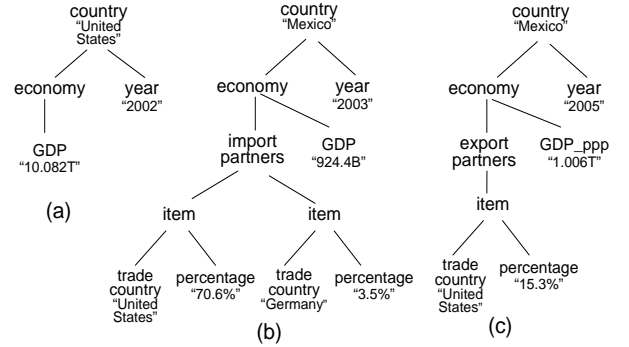 country
“United
States”
economy
year
“2002”
GDP
“10.082T”
(a)
country
“Mexico”
economy
year
“2003”
import
partners
GDP
“924.4B”
item
item
trade
country
“United
States”
percentage
“70.6%”
trade
country
“Germany”
percentage
“3.5%”
(b)
country
“Mexico”
economy
year
“2005”
export
partners
GDP_ppp
“1.006T”
item
trade
country
“United
States”
percentage
“15.3%”
(c)